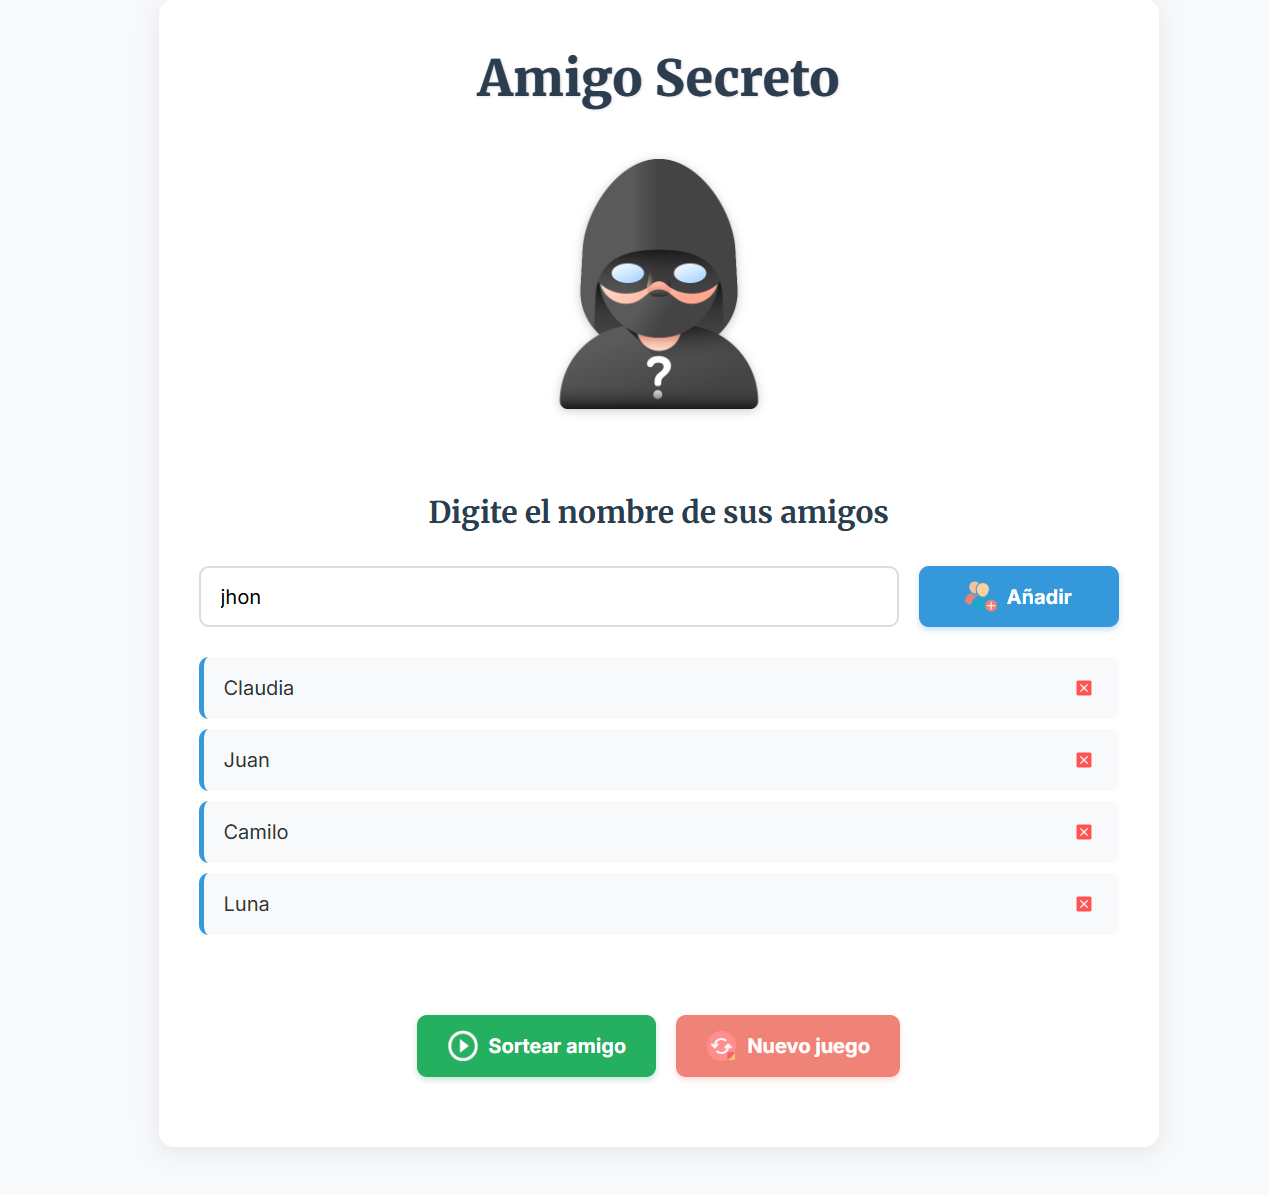 Amigo Secreto
?
Digite el nombre de sus amigos
jhon
Añadir
Claudia
Juan
Camilo
Luna
Sortear amigo
Nuevo juego